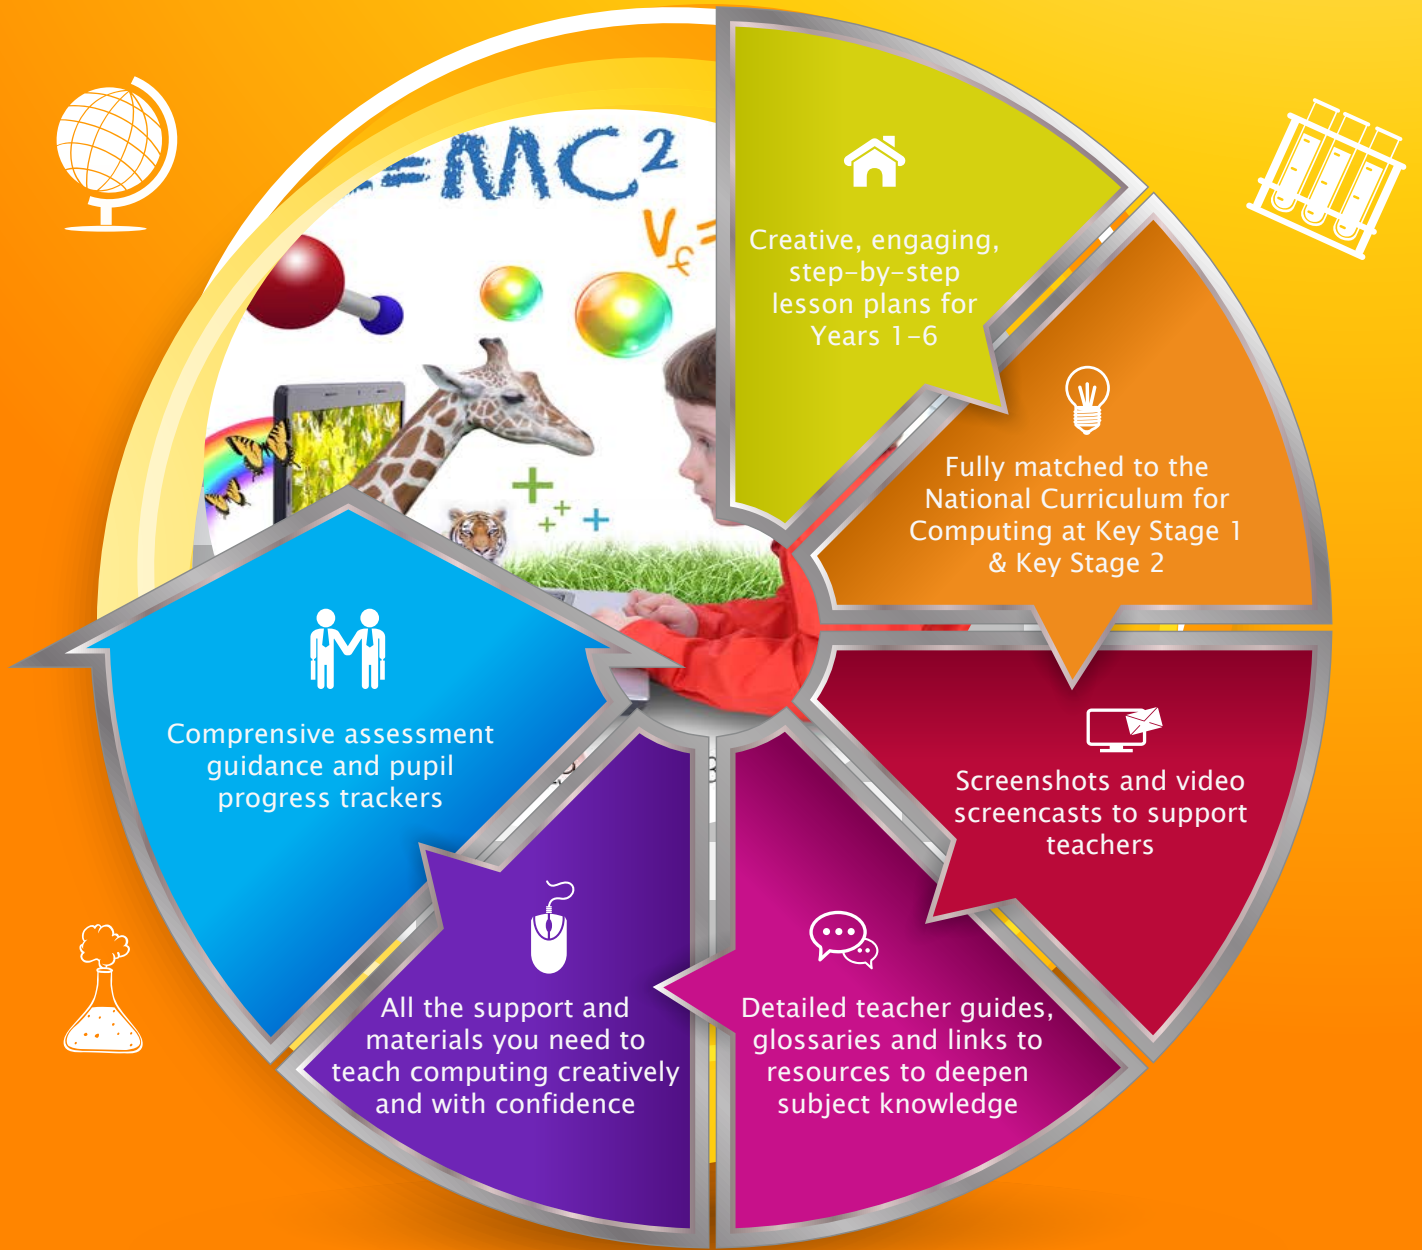 =MC²
V_f =
Creative, engaging,
step-by-step
lesson plans for
Years 1-6
Fully matched to the
National Curriculum for
Computing at Key Stage 1
& Key Stage 2
Screenshots and video
screencasts to support
teachers
Detailed teacher guides,
glossaries and links to
resources to deepen
subject knowledge
All the support and
materials you need to
teach computing creatively
and with confidence
Comprensive assessment
guidance and pupil
progress trackers